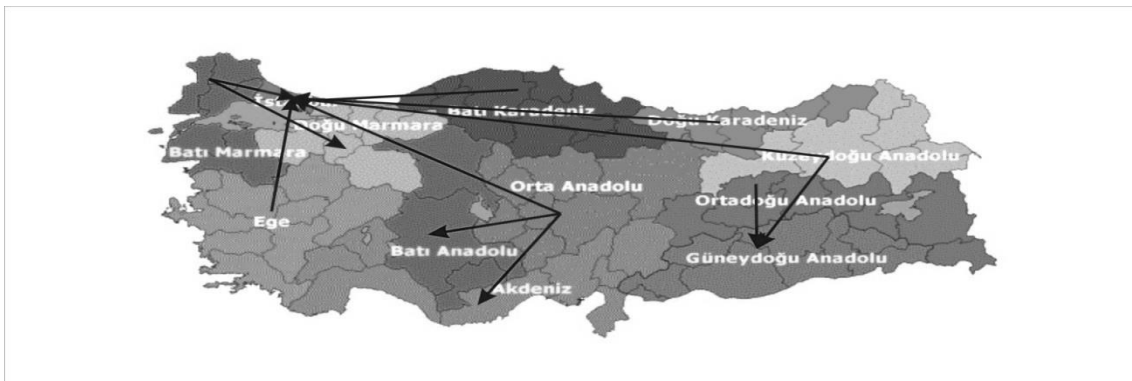 Batı Karadeniz
Doğu Karadeniz
Doğu Marmara
Batı Marmara
Kuzeydoğu Anadolu
Orta Anadolu
Ortadoğu Anadolu
Ege
Batı Anadolu
Güneydoğu Anadolu
Akdeniz